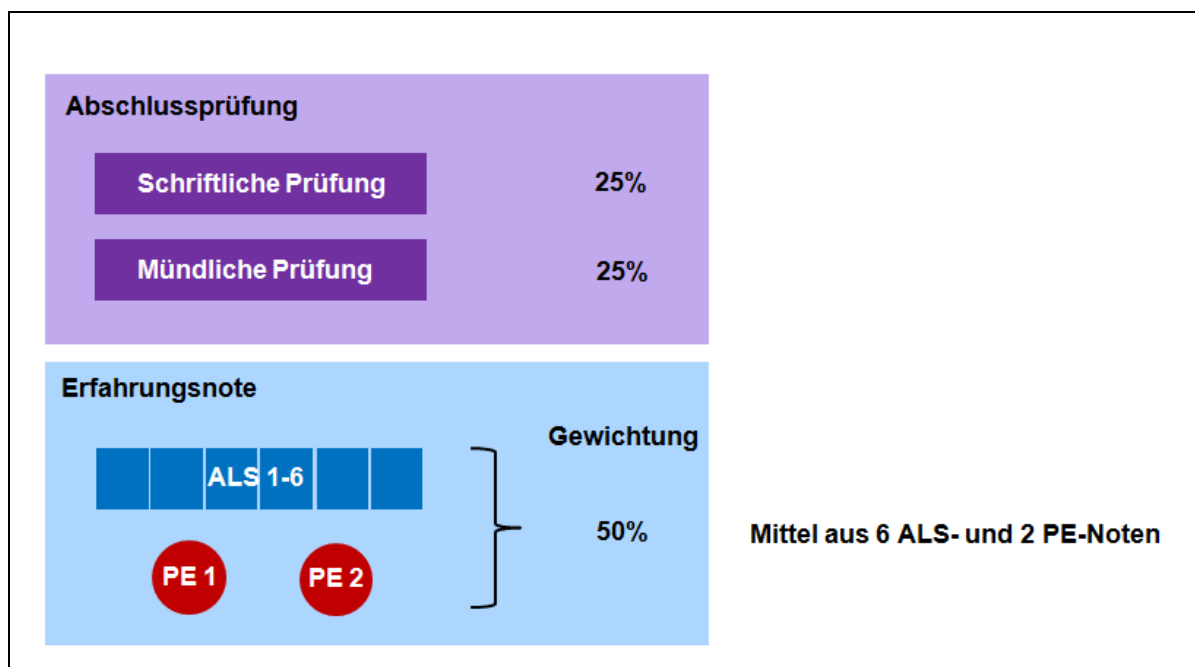 Abschlussprüfung
Schriftliche Prüfung 25%
Mündliche Prüfung 25%
Erfahrungsnote
Gewichtung
ALS 1-6
50%
Mittel aus 6 ALS- und 2 PE-Noten
PE 1
PE 2